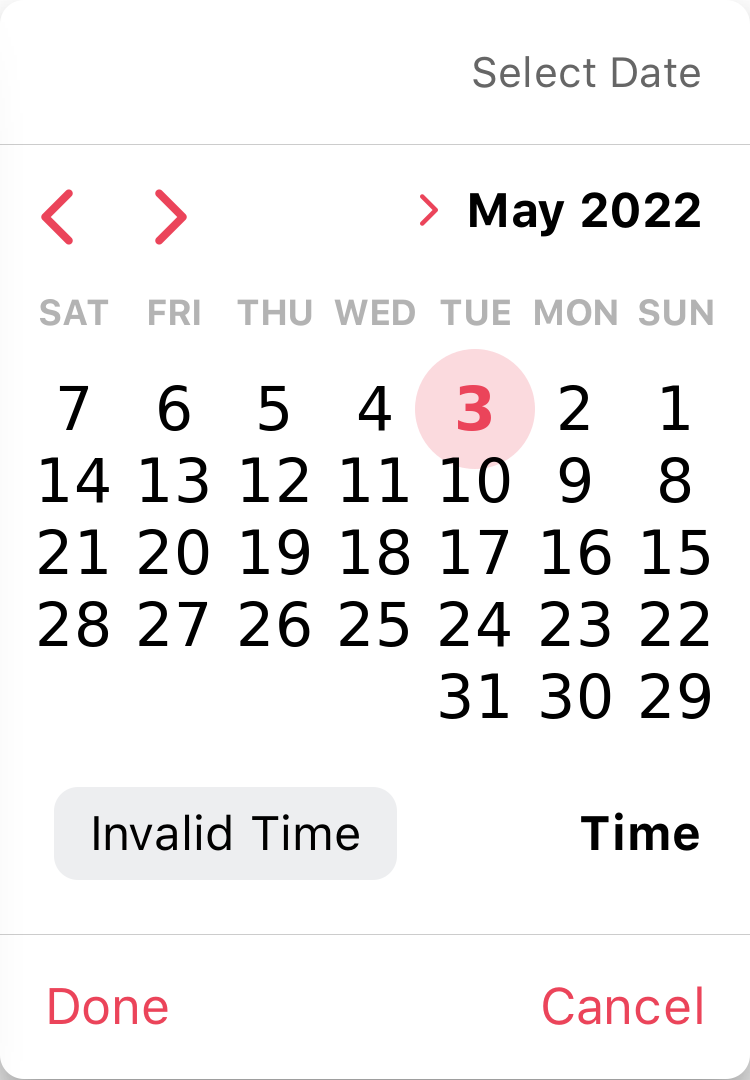 Select Date
May 2022
SAT FRI THU WED TUE MON SUN
7 6 5 4 3 2 1
14 13 12 11 10 9 8
21 20 19 18 17 16 15
28 27 26 25 24 23 22
31 30 29
Invalid Time Time
Done Cancel